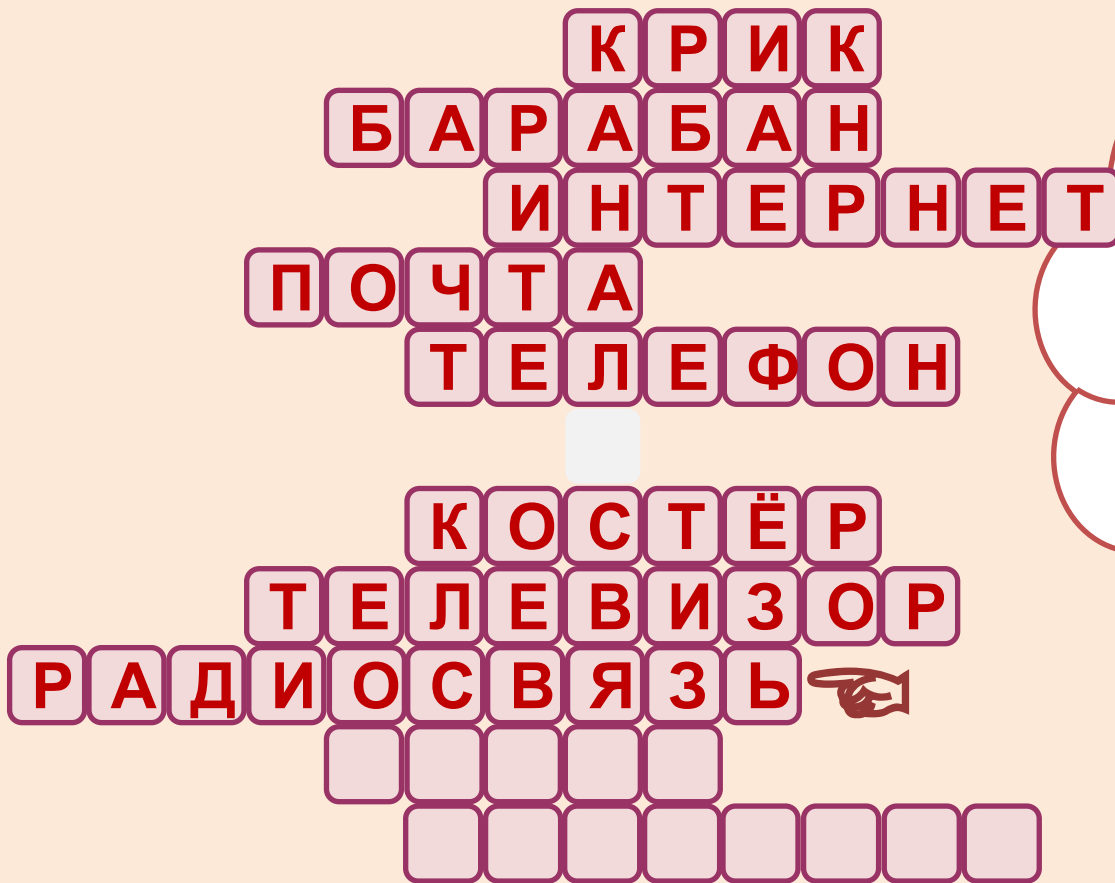 КРИК
БАРАБАН
ИНТЕРНЕТ
ПОЧТА
ТЕЛЕФОН
КОСТЁР
ТЕЛЕВИЗОР
РАДИОСВЯЗЬ